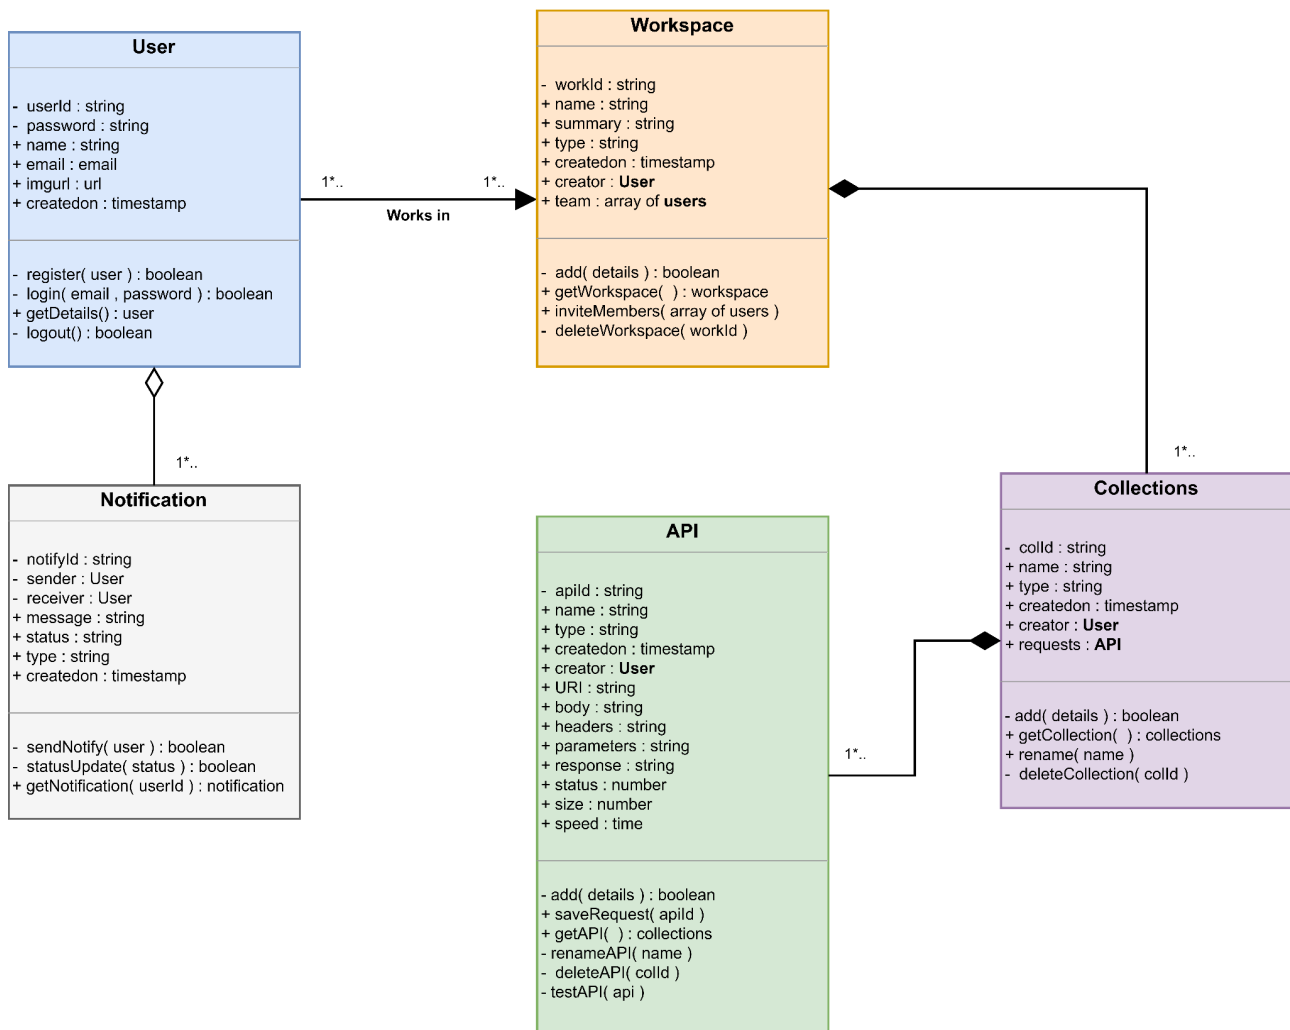 User
- userId : string
- password : string
+ name : string
+ email : email
+ imgurl : url
+ createdon : timestamp
- register( user ) : boolean
- login( email , password ) : boolean
+ getDetails() : user
- logout() : boolean
1*..
1*..
Works in
Workspace
- workId : string
+ name : string
+ summary : string
+ type : string
+ createdon : timestamp
+ creator : User
+ team : array of users
- add( details ) : boolean
+ getWorkspace( ) : workspace
+ inviteMembers( array of users )
- deleteWorkspace( workId )
1*..
Notification
- notifyId : string
- sender : User
- receiver : User
+ message : string
+ status : string
+ type : string
+ createdon : timestamp
- sendNotify( user ) : boolean
- statusUpdate( status ) : boolean
+ getNotification( userId ) : notification
API
- apiId : string
+ name : string
+ type : string
+ createdon : timestamp
+ creator : User
+ URI : string
+ body : string
+ headers : string
+ parameters : string
+ response : string
+ status : number
+ size : number
+ speed : time
- add( details ) : boolean
+ saveRequest( apiId )
+ getAPI( ) : collections
- renameAPI( name )
- deleteAPI( colId )
- testAPI( api )
1*..
1*..
Collections
- colId : string
+ name : string
+ type : string
+ createdon : timestamp
+ creator : User
+ requests : API
- add( details ) : boolean
+ getCollection( ) : collections
+ rename( name )
- deleteCollection( colId )